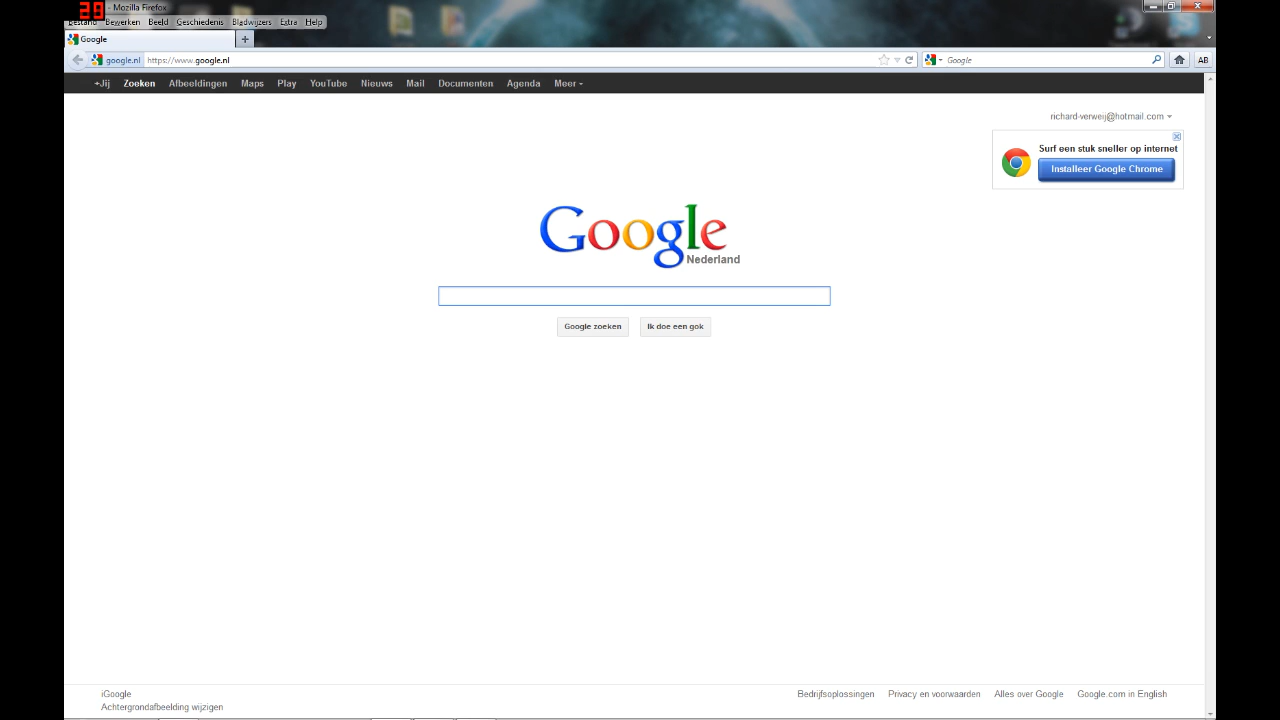 29 - Mozilla Firefox
Bestand Bewerken Beeld Geschiedenis Bladwijzers Extra Help
Google
google.nl https://www.google.nl Google AB
+Jij Zoeken Afbeeldingen Maps Play YouTube Nieuws Mail Documenten Agenda Meer
richard-verweij@hotmail.com
Surf een stuk sneller op internet
Installeer Google Chrome
Google
Nederland
Google zoeken Ik doe een gok
iGoogle Bedrijfsoplossingen Privacy en voorwaarden Alles over Google Google.com in English
Achtergrondafbeelding wijzigen